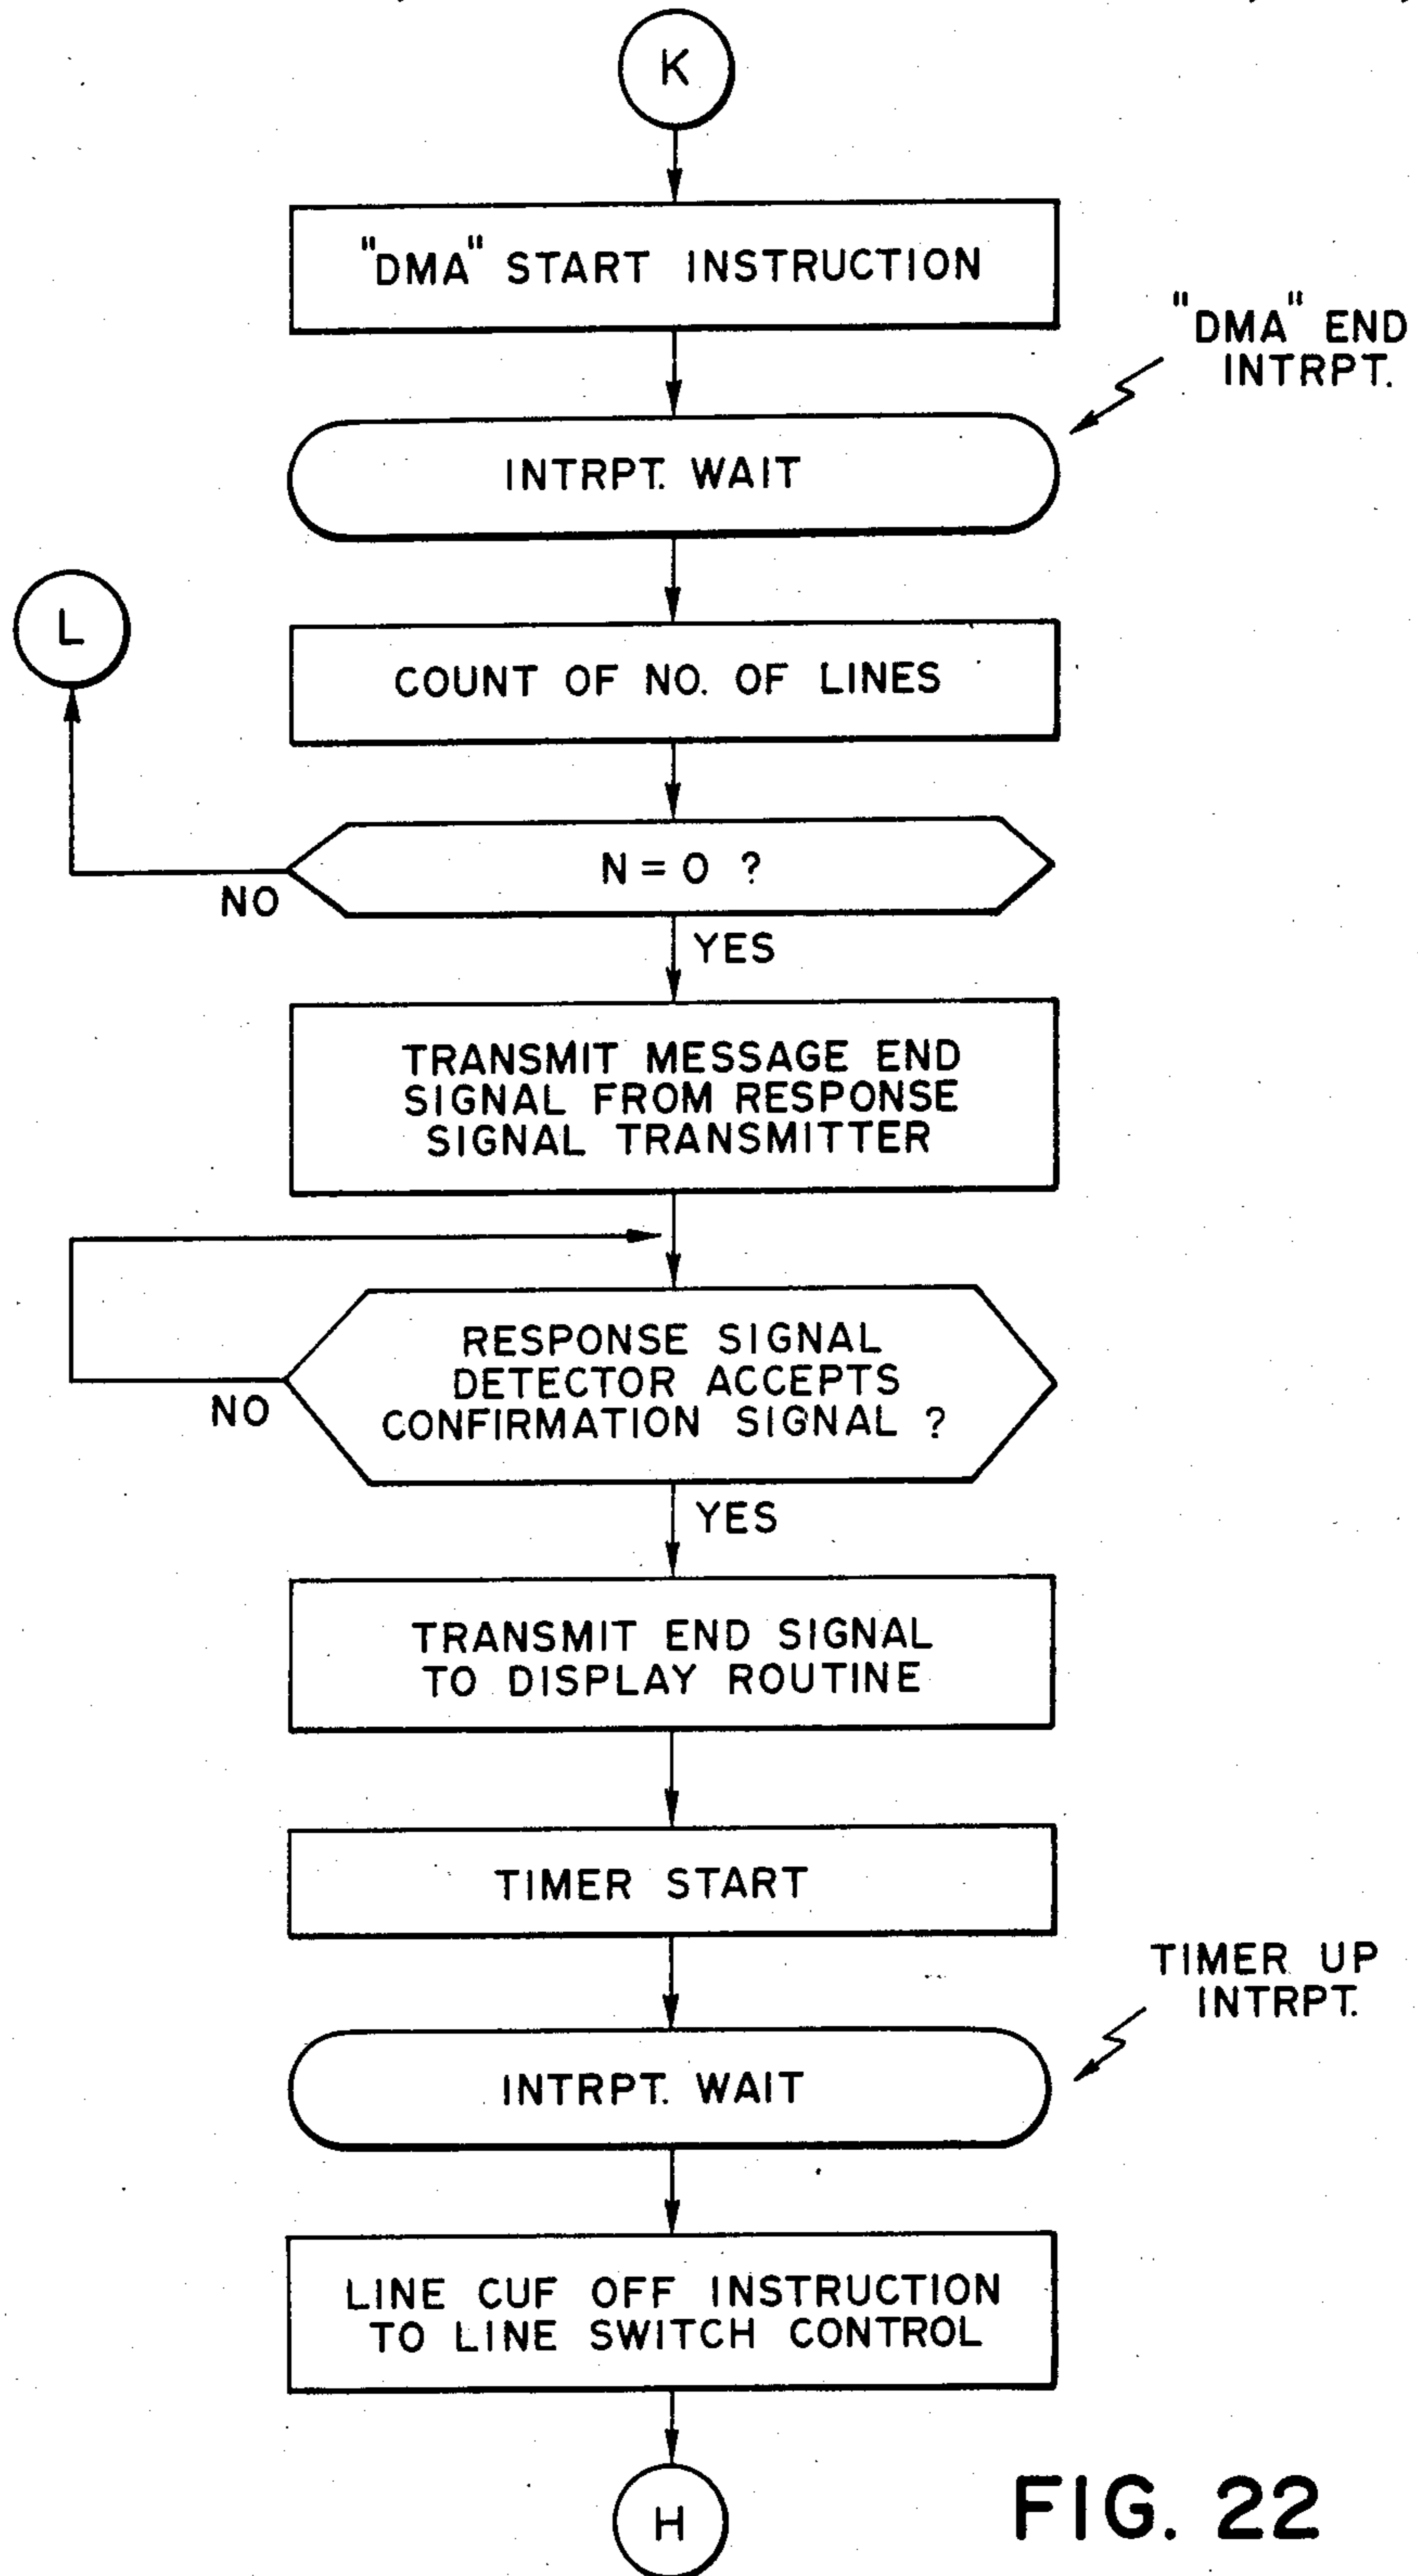 K
"DMA" START INSTRUCTION
"DMA" END
INTRPT.
INTRPT. WAIT
L
COUNT OF NO. OF LINES
N = O ?
NO
YES
TRANSMIT MESSAGE END
SIGNAL FROM RESPONSE
SIGNAL TRANSMITTER
RESPONSE SIGNAL
DETECTOR ACCEPTS
CONFIRMATION SIGNAL ?
NO
YES
TRANSMIT END SIGNAL
TO DISPLAY ROUTINE
TIMER START
TIMER UP
INTRPT.
INTRPT. WAIT
LINE CUF OFF INSTRUCTION
TO LINE SWITCH CONTROL
H
FIG. 22